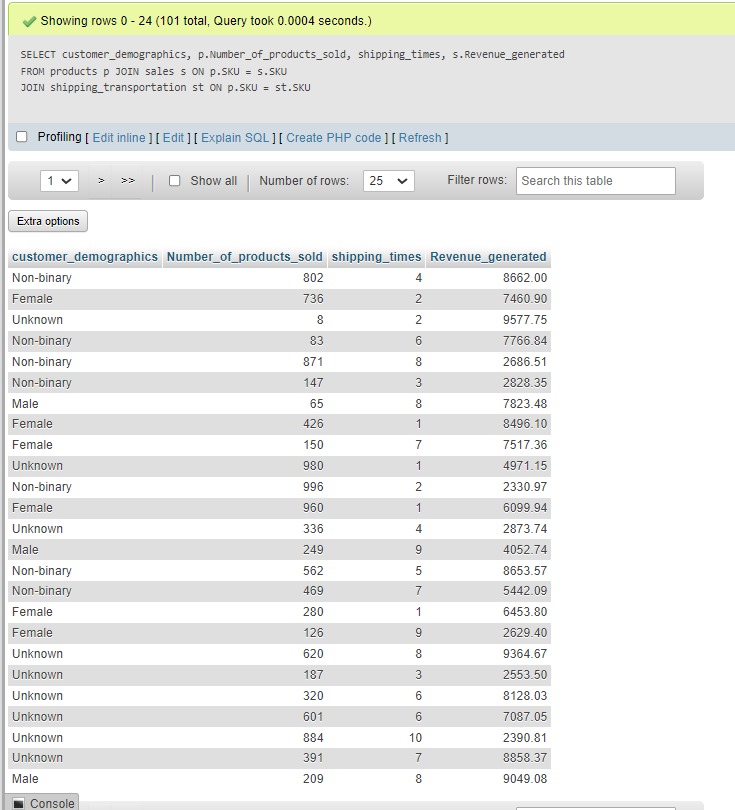 Showing rows 0 - 24 (101 total, Query took 0.0004 seconds.)
SELECT customer_demographics, p.Number_of_products_sold, shipping_times, s.Revenue_generated
FROM products p JOIN sales s ON p.SKU = s.SKU
JOIN shipping_transportation st ON p.SKU = st.SKU
Profiling [ Edit inline ] [ Edit ] [ Explain SQL ] [ Create PHP code ] [ Refresh ]
1 > >> | Show all | Number of rows: 25 Filter rows: Search this table
Extra options
customer_demographics Number_of_products_sold shipping_times Revenue_generated
Non-binary 802 4 8662.00
Female 736 2 7460.90
Unknown 8 2 9577.75
Non-binary 83 6 7766.84
Non-binary 871 8 2686.51
Non-binary 147 3 2828.35
Male 65 8 7823.48
Female 426 1 8496.10
Female 150 7 7517.36
Unknown 980 1 4971.15
Non-binary 996 2 2330.97
Female 960 1 6099.94
Unknown 336 4 2873.74
Male 249 9 4052.74
Non-binary 562 5 8653.57
Non-binary 469 7 5442.09
Female 280 1 6453.80
Female 126 9 2629.40
Unknown 620 8 9364.67
Unknown 187 3 2553.50
Unknown 320 6 8128.03
Unknown 601 6 7087.05
Unknown 884 10 2390.81
Unknown 391 7 8858.37
Male 209 8 9049.08
Console